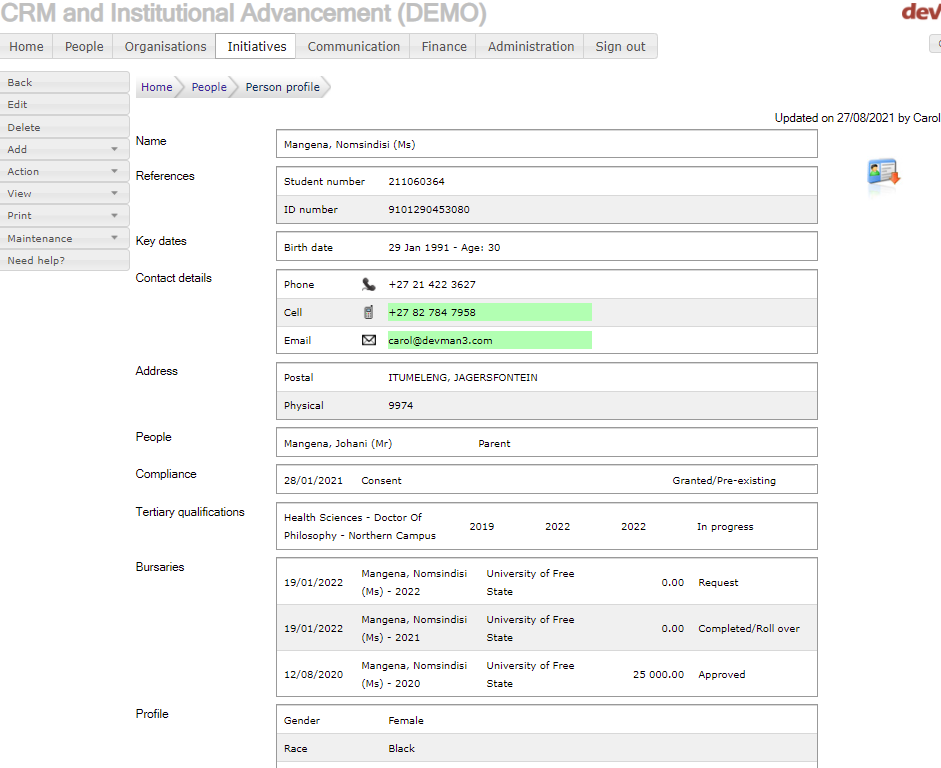 CRM and Institutional Advancement (DEMO)
dev
Home People Organisations Initiatives Communication Finance Administration Sign out
Back
Edit
Delete
Add
Action
View
Print
Maintenance
Need help?
Home People Person profile
Updated on 27/08/2021 by Carol
Name
Mangena, Nomsindisi (Ms)
References
Student number 211060364
ID number 9101290453080
Key dates
Birth date 29 Jan 1991 - Age: 30
Contact details
Phone +27 21 422 3627
Cell +27 82 784 7958
Email carol@devman3.com
Address
Postal ITUMELENG, JAGERSFONTEIN
Physical 9974
People
Mangena, Johani (Mr) Parent
Compliance
28/01/2021 Consent Granted/Pre-existing
Tertiary qualifications
Health Sciences - Doctor Of
Philosophy - Northern Campus
2019 2022 2022 In progress
Bursaries
19/01/2022 Mangena, Nomsindisi University of Free 0.00 Request
(Ms) - 2022 State
19/01/2022 Mangena, Nomsindisi University of Free 0.00 Completed/Roll over
(Ms) - 2021 State
12/08/2020 Mangena, Nomsindisi University of Free 25 000.00 Approved
(Ms) - 2020 State
Profile
Gender Female
Race Black